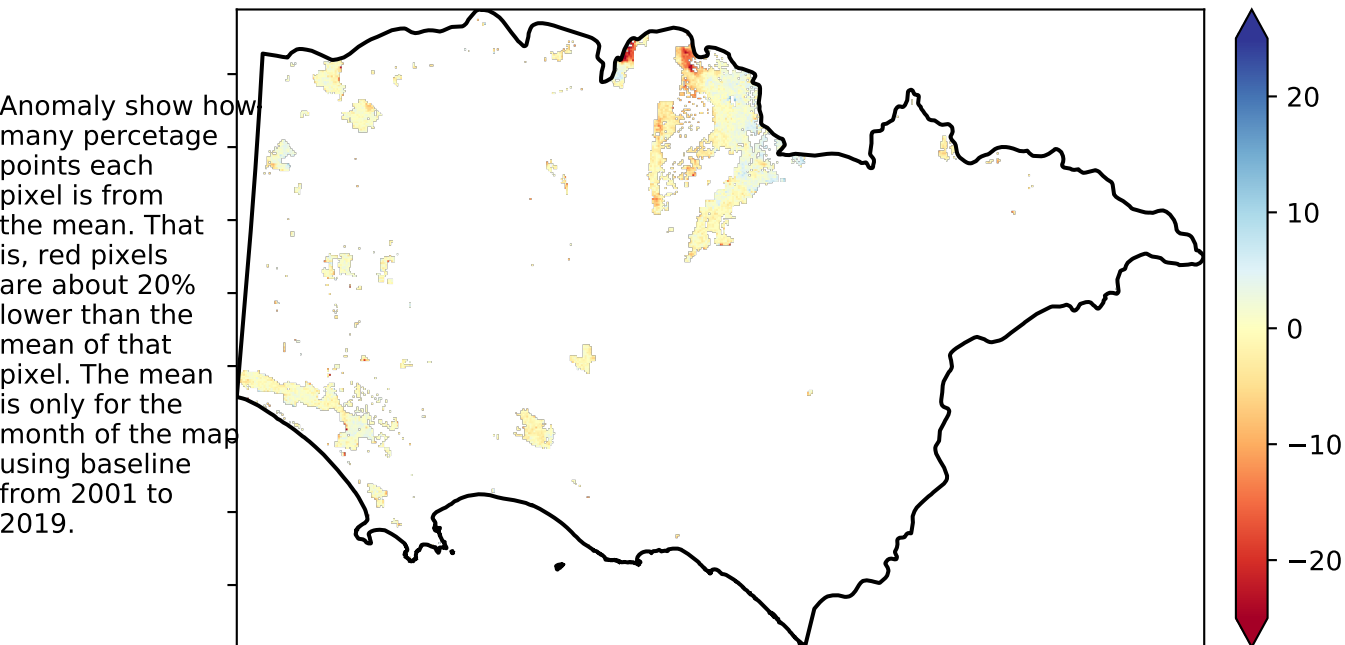 Anomaly show how
many percetage
points each
pixel is from
the mean. That
is, red pixels
are about 20%
lower than the
mean of that
pixel. The mean
is only for the
month of the map
using baseline
from 2001 to
2019.
20
10
0
−10
−20